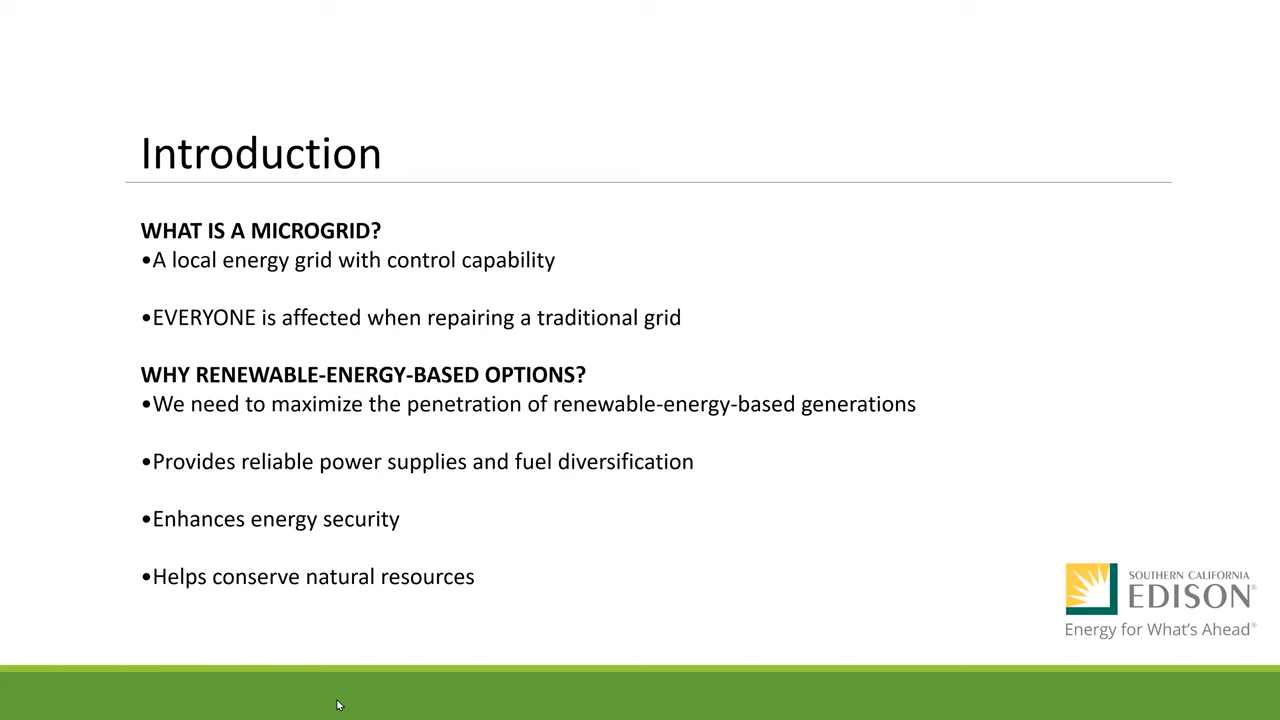 Introduction
WHAT IS A MICROGRID?
•A local energy grid with control capability
•EVERYONE is affected when repairing a traditional grid
WHY RENEWABLE-ENERGY-BASED OPTIONS?
•We need to maximize the penetration of renewable-energy-based generations
•Provides reliable power supplies and fuel diversification
•Enhances energy security
•Helps conserve natural resources
SOUTHERN CALIFORNIA
EDISON®
Energy for What's Ahead®